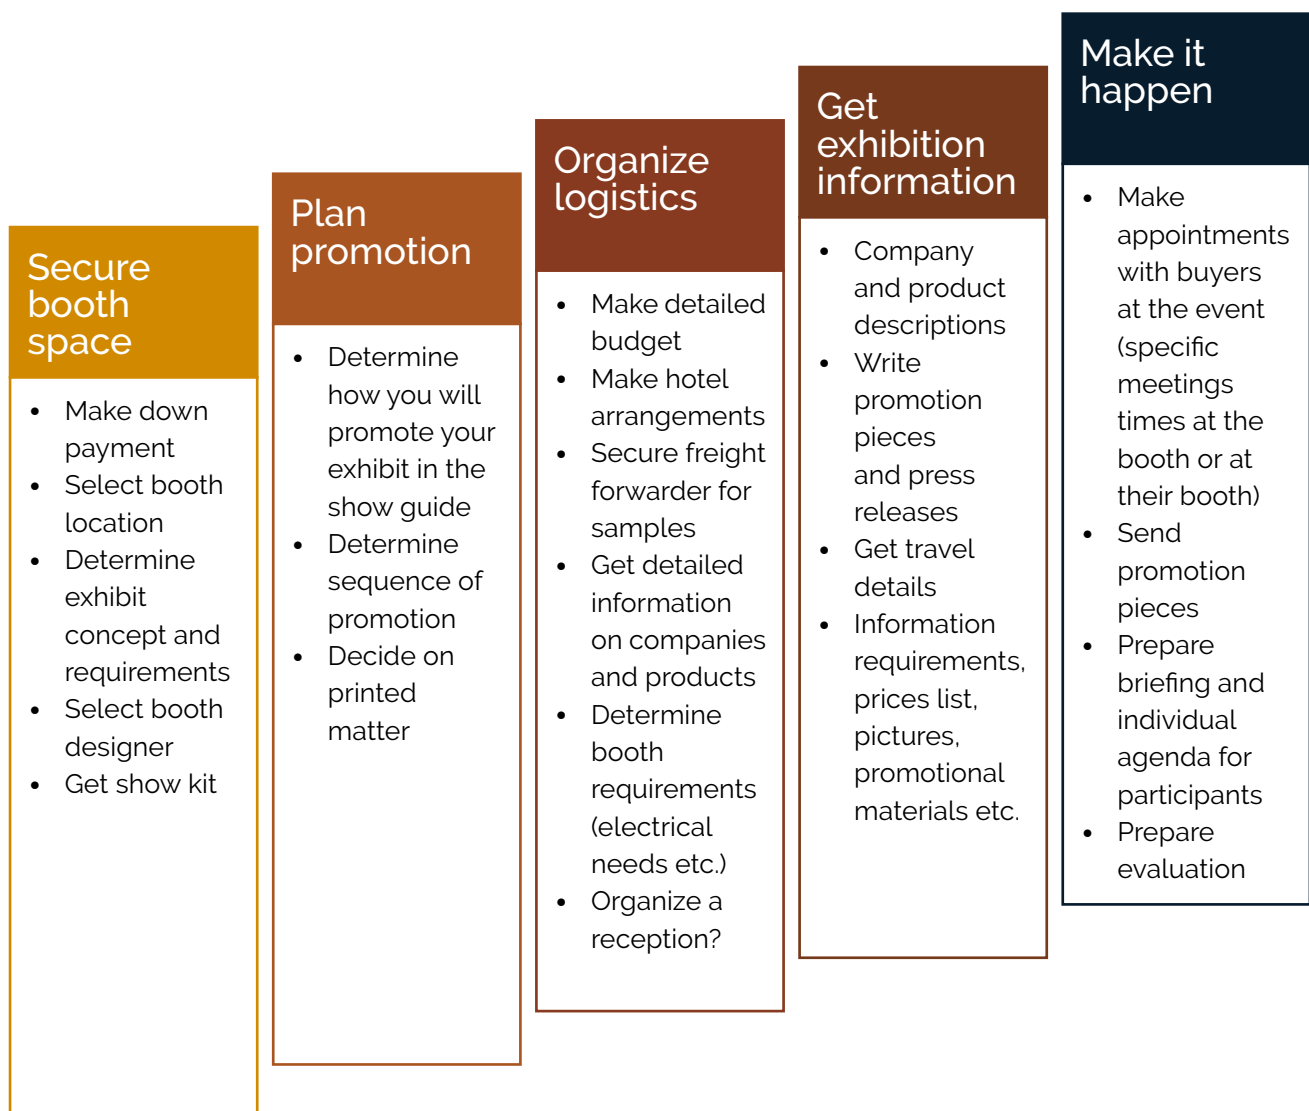 Secure
booth
space
• Make down
payment
• Select booth
location
• Determine
exhibit
concept and
requirements
• Select booth
designer
• Get show kit
Plan
promotion
• Determine
how you will
promote your
exhibit in the
show guide
• Determine
sequence of
promotion
• Decide on
printed
matter
Organize
logistics
• Make detailed
budget
• Make hotel
arrangements
• Secure freight
forwarder for
samples
• Get detailed
information
on companies
and products
• Determine
booth
requirements
(electrical
needs etc.)
• Organize a
reception?
Get
exhibition
information
• Company
and product
descriptions
• Write
promotion
pieces
and press
releases
• Get travel
details
• Information
requirements,
prices list,
pictures,
promotional
materials etc.
Make it
happen
• Make
appointments
with buyers
at the event
(specific
meetings
times at the
booth or at
their booth)
• Send
promotion
pieces
• Prepare
briefing and
individual
agenda for
participants
• Prepare
evaluation